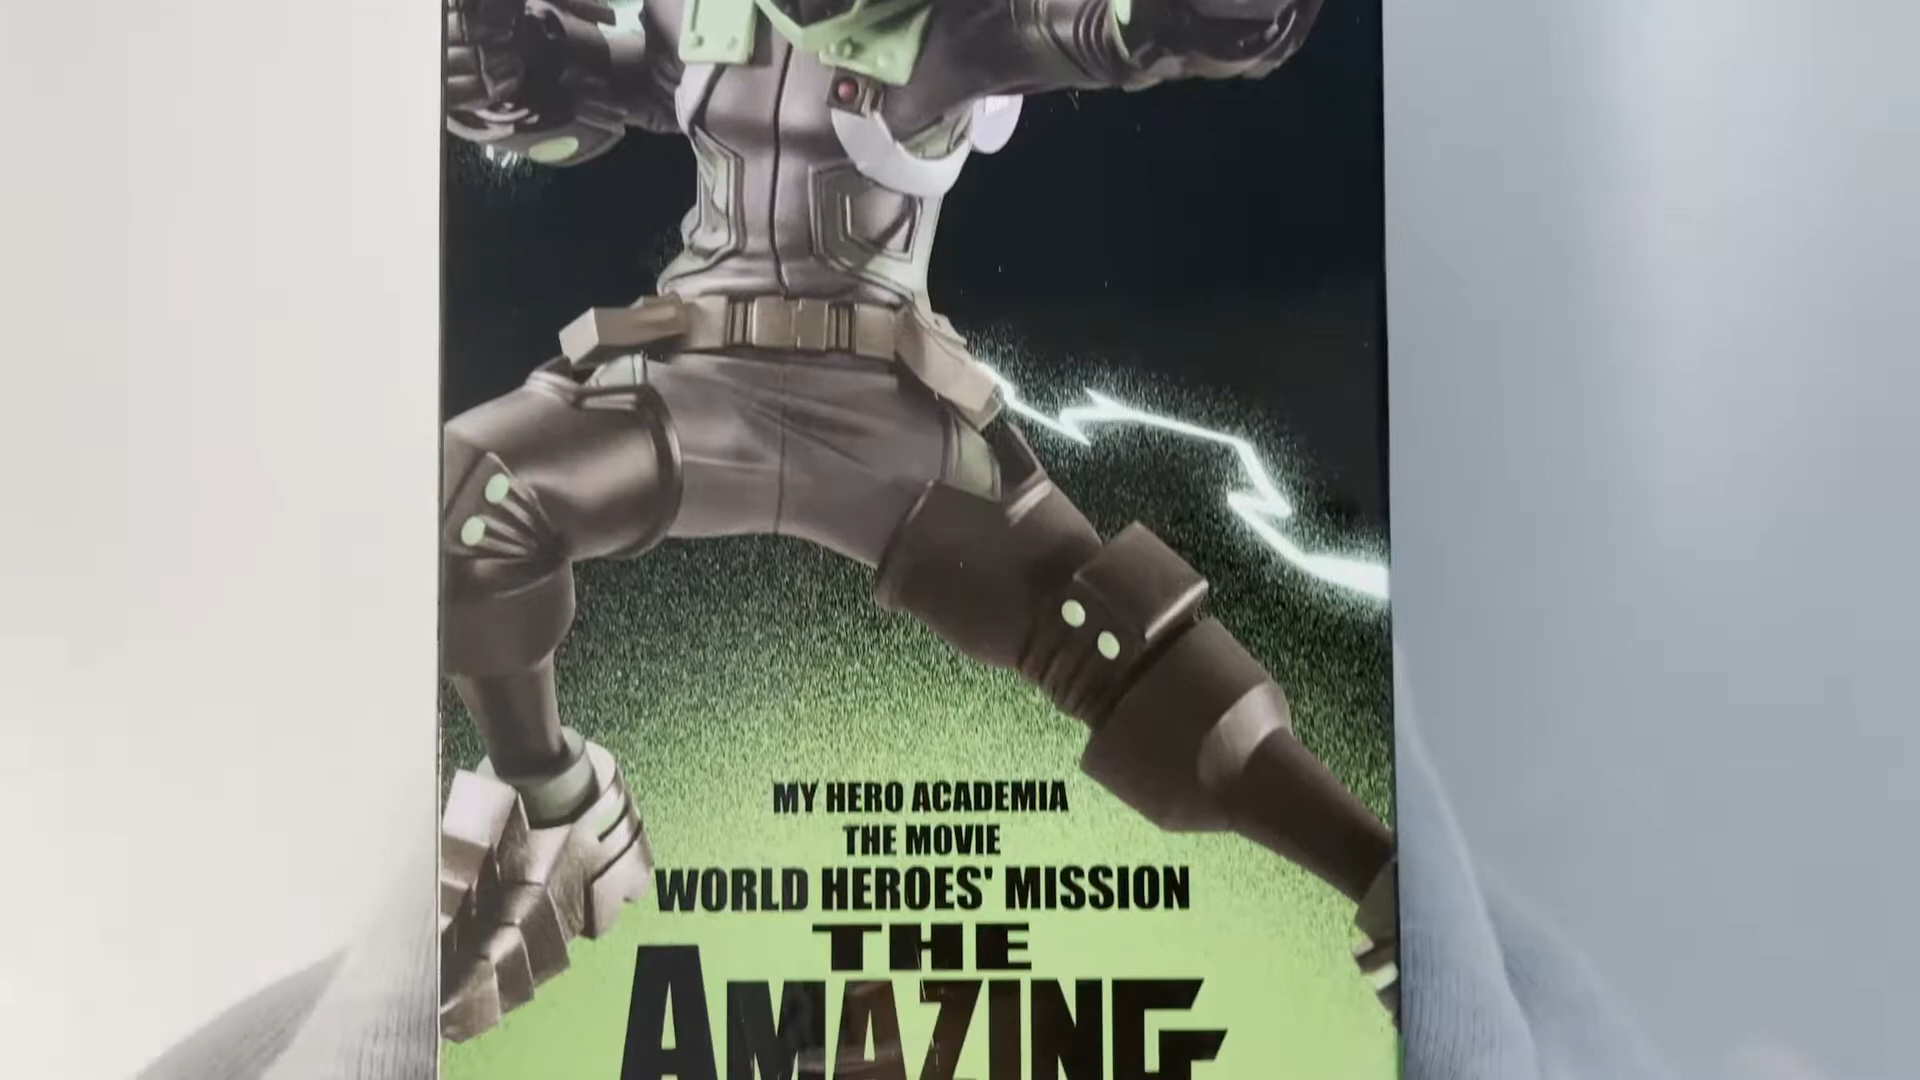 MY HERO ACADEMIA
THE MOVIE
WORLD HEROES' MISSION
THE
AMAZING